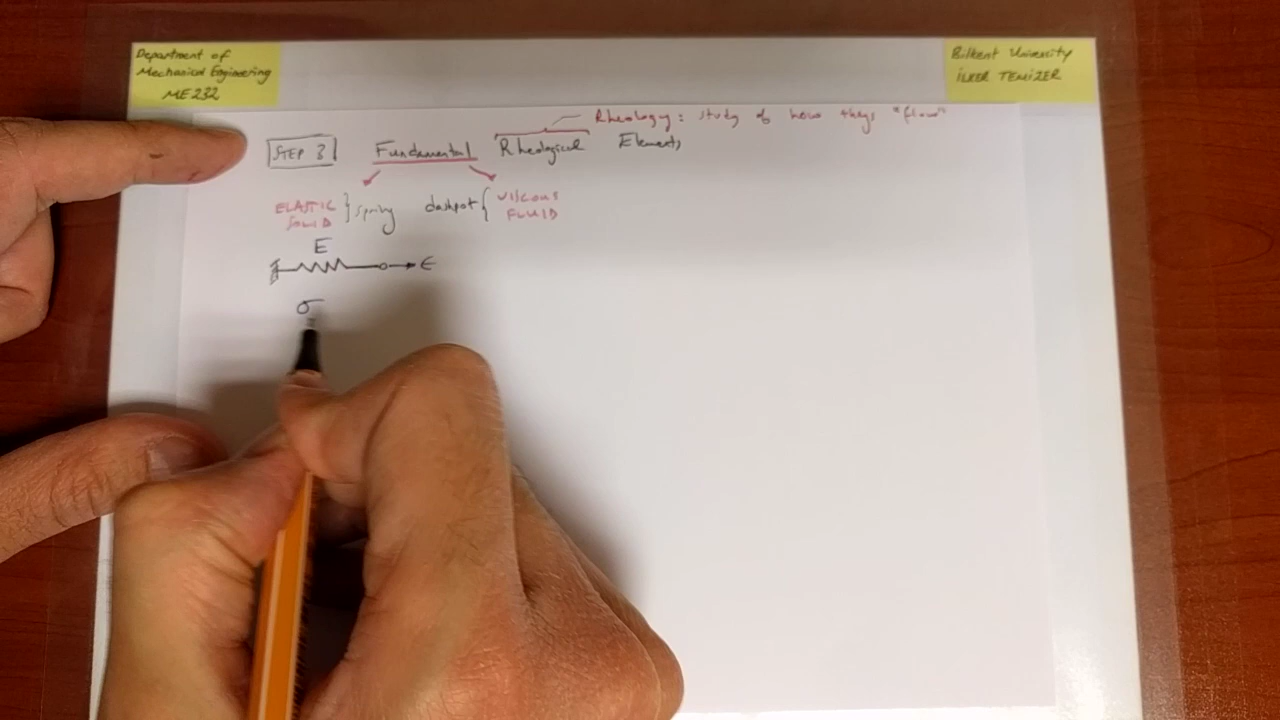 Department of
Mechanical Engineering
ME232
Bilkent University
İLKER TEMİZER
Rheology: study of how thgs "flow"
STEP 3 Fundamental Rheological Elements
ELASTIC SOLID } spring
dashpot { VISCOUS FLUID
E
ϵ
σ